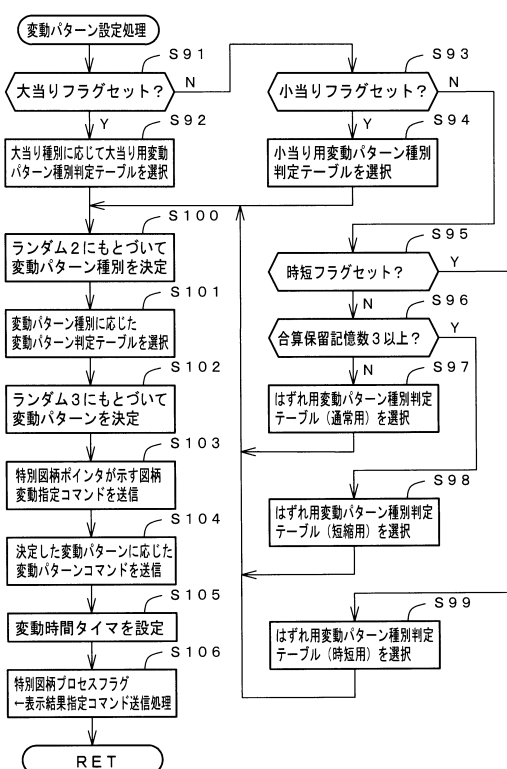 変動パターン設定処理
S91
大当りフラグセット？
N
Y
S92
大当り種別に応じて大当り用変動
パターン種別判定テーブルを選択
S93
小当りフラグセット？
N
Y
S94
小当り用変動パターン種別
判定テーブルを選択
S95
時短フラグセット？
Y
N
S96
合算保留記憶数３以上？
Y
N
S97
はずれ用変動パターン種別判定
テーブル（通常用）を選択
S98
はずれ用変動パターン種別判定
テーブル（短縮用）を選択
S99
はずれ用変動パターン種別判定
テーブル（時短用）を選択
S100
ランダム２にもとづいて
変動パターン種別を決定
S101
変動パターン種別に応じた
変動パターン判定テーブルを選択
S102
ランダム３にもとづいて
変動パターンを決定
S103
特別図柄ポインタが示す図柄
変動指定コマンドを送信
S104
決定した変動パターンに応じた
変動パターンコマンドを送信
S105
変動時間タイマを設定
S106
特別図柄プロセスフラグ
←表示結果指定コマンド送信処理
RET